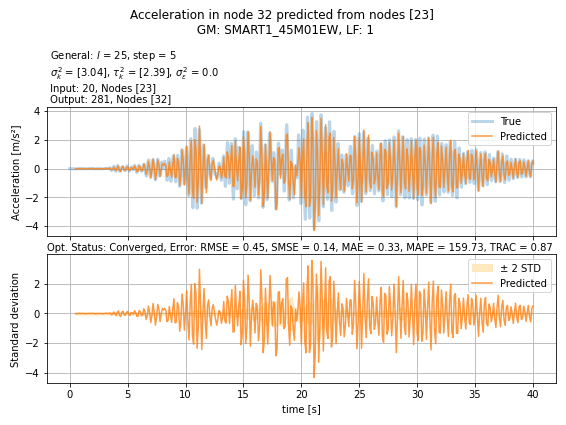 Acceleration in node 32 predicted from nodes [23]
GM: SMART1_45M01EW, LF: 1
General: l = 25, step = 5
σ²ₖ = [3.04], τ²ₖ = [2.39], σ²ₑ = 0.0
Input: 20, Nodes [23]
Output: 281, Nodes [32]
4
2
0
−2
−4
Acceleration [m/s²]
True
Predicted
Opt. Status: Converged, Error: RMSE = 0.45, SMSE = 0.14, MAE = 0.33, MAPE = 159.73, TRAC = 0.87
2
0
−2
−4
Standard deviation
± 2 STD
Predicted
0 5 10 15 20 25 30 35 40
time [s]